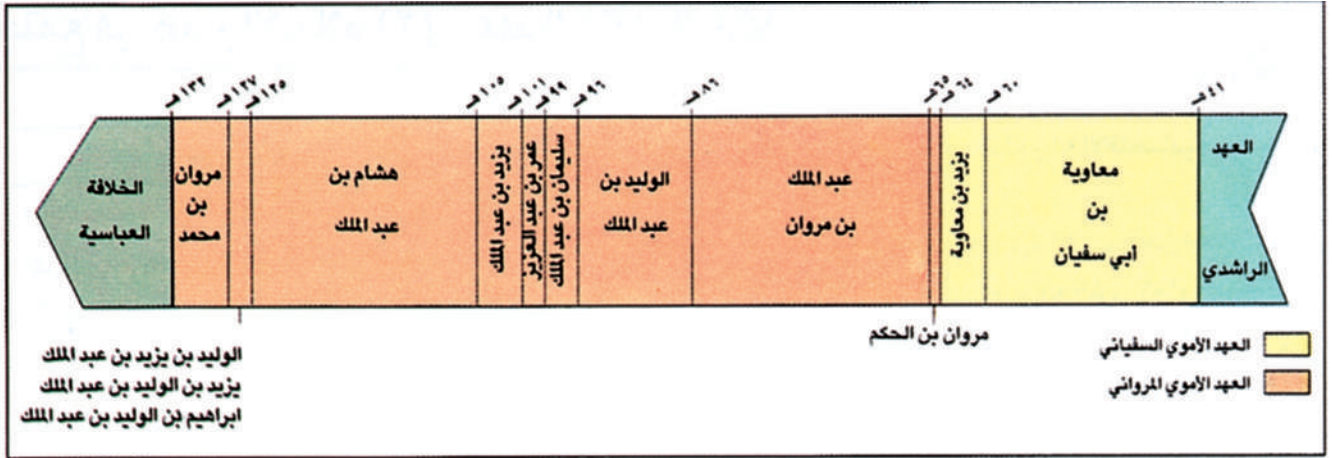 ٤١هـ
٦٠هـ
٦٤هـ
٦٥هـ
٨٦هـ
٩٦هـ
٩٩هـ
١٠١هـ
١٠٥هـ
١٢٥هـ
١٢٧هـ
١٣٢هـ
العهد
الراشدي
معاوية
بن
أبي سفيان
يزيد بن معاوية
عبد الملك
بن مروان
الوليد بن
عبد الملك
سليمان بن عبد الملك
عمر بن عبد العزيز
يزيد بن عبد الملك
هشام بن
عبد الملك
مروان
بن
محمد
الخلافة
العباسية
مروان بن الحكم
الوليد بن يزيد بن عبد الملك
يزيد بن الوليد بن عبد الملك
ابراهيم بن الوليد بن عبد الملك
العهد الأموي السفياني
العهد الأموي المرواني